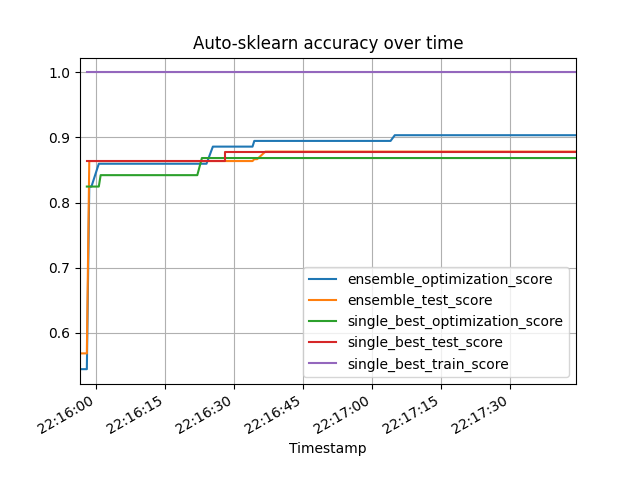 Auto-sklearn accuracy over time
1.0
0.9
0.8
0.7
0.6
ensemble_optimization_score
ensemble_test_score
single_best_optimization_score
single_best_test_score
single_best_train_score
22:16:00
22:16:15
22:16:30
22:16:45
22:17:00
22:17:15
22:17:30
Timestamp